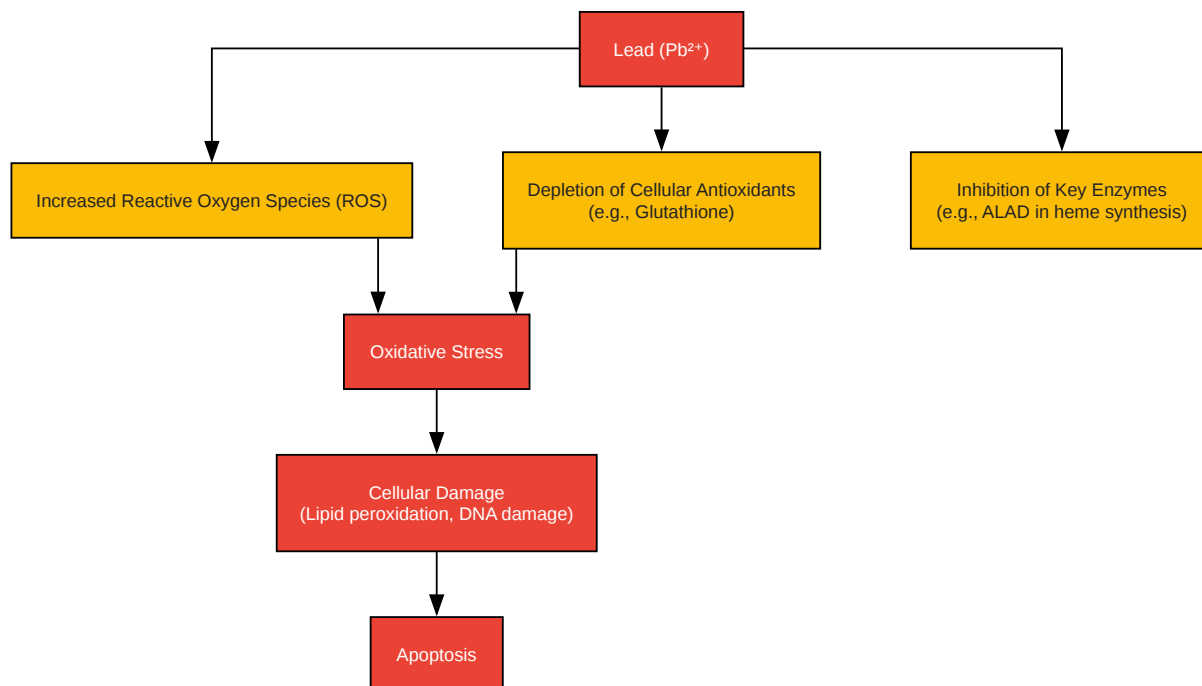 Lead (Pb²⁺)
Increased Reactive Oxygen Species (ROS)
Depletion of Cellular Antioxidants
(e.g., Glutathione)
Inhibition of Key Enzymes
(e.g., ALAD in heme synthesis)
Oxidative Stress
Cellular Damage
(Lipid peroxidation, DNA damage)
Apoptosis